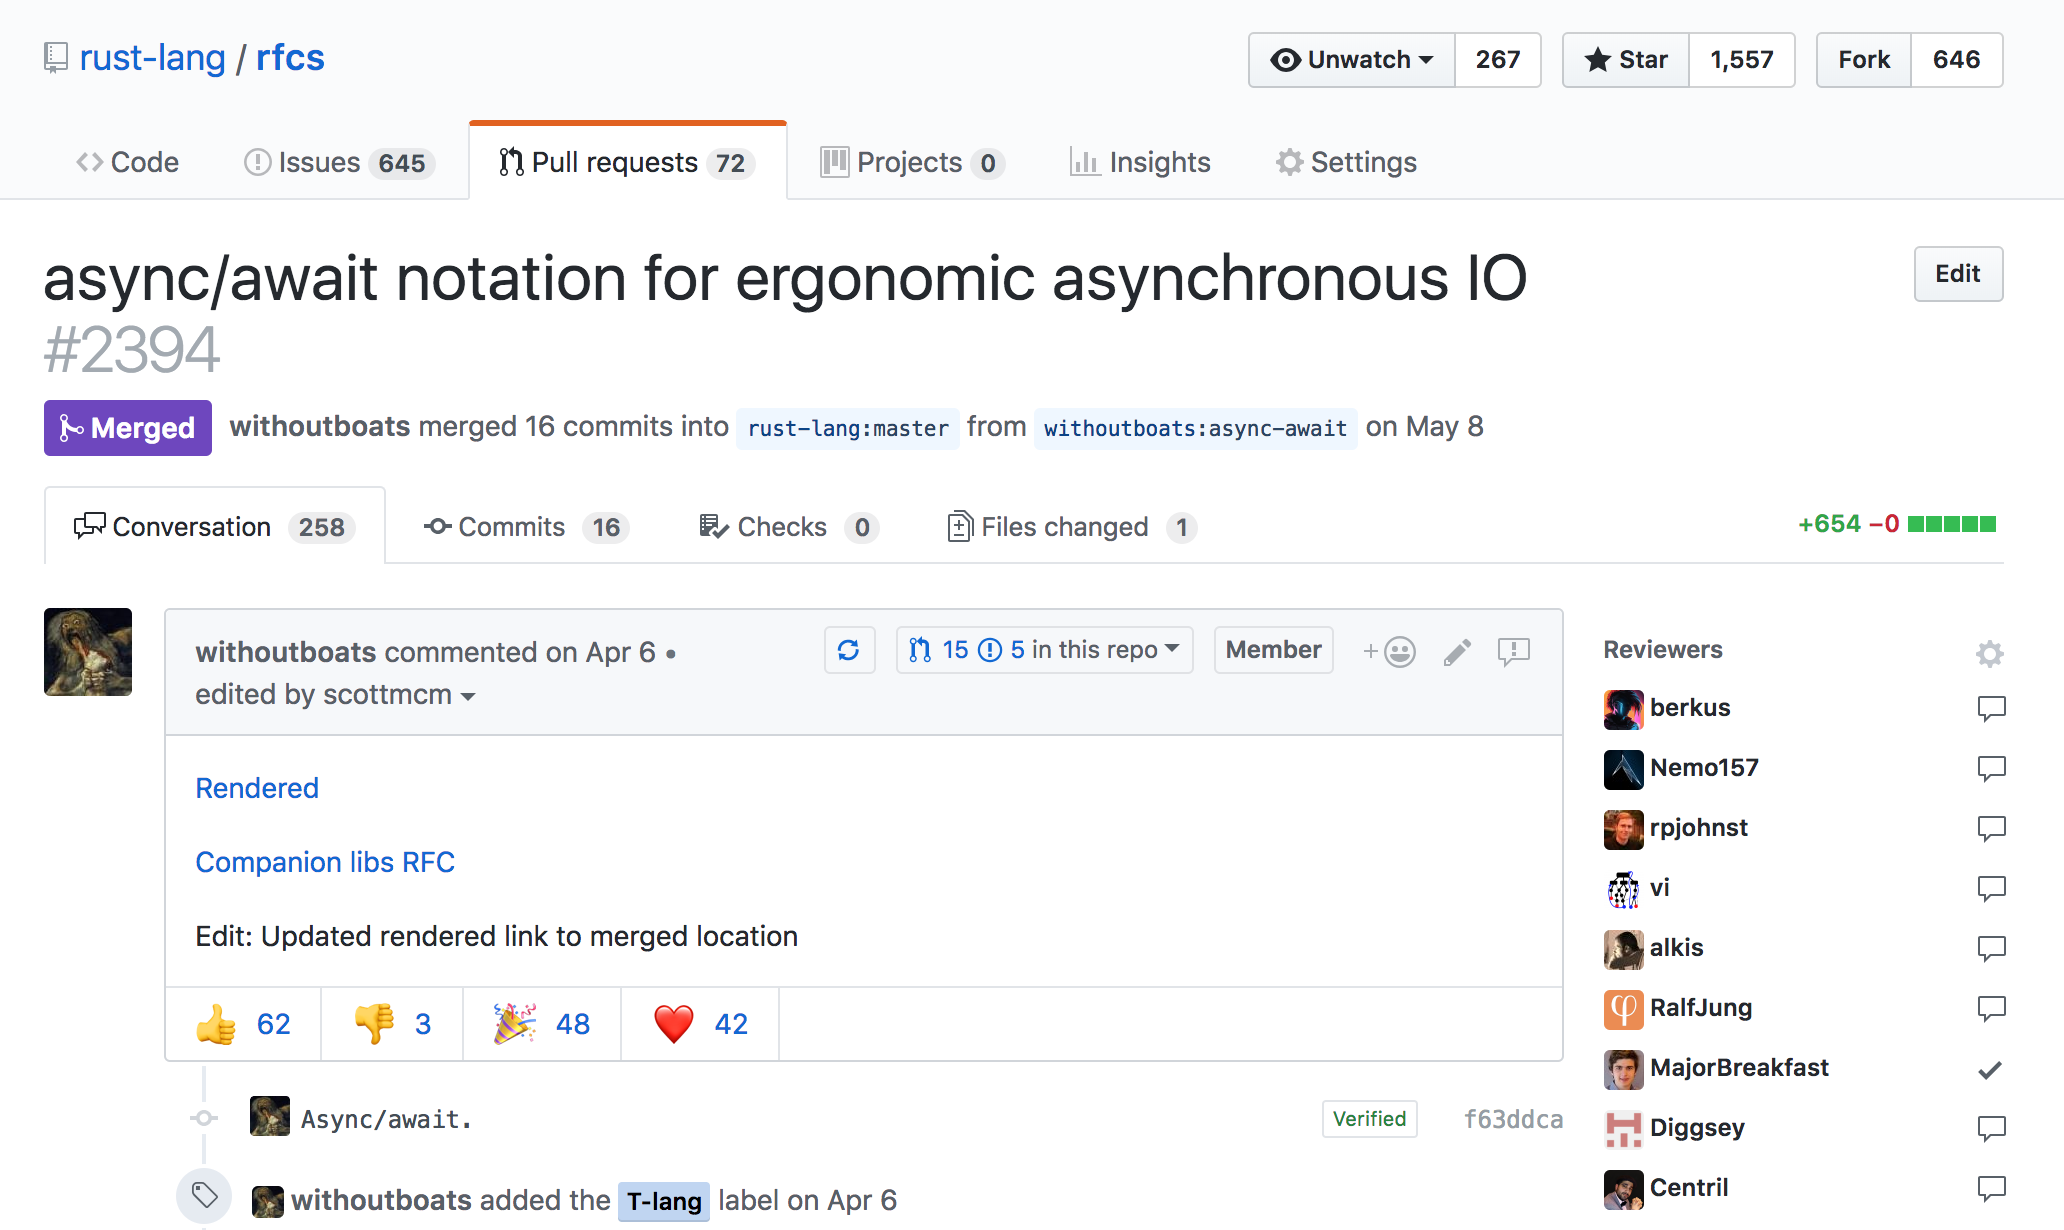 rust-lang / rfcs
Unwatch 267
Star 1,557
Fork 646
Code
Issues 645
Pull requests 72
Projects 0
Insights
Settings
async/await notation for ergonomic asynchronous IO
#2394
Edit
Merged withoutboats merged 16 commits into rust-lang:master from withoutboats:async-await on May 8
Conversation 258
Commits 16
Checks 0
Files changed 1
+654 −0
withoutboats commented on Apr 6 •
edited by scottmcm
15 5 in this repo
Member
Rendered
Companion libs RFC
Edit: Updated rendered link to merged location
62 3 48 42
Async/await. Verified f63ddca
withoutboats added the T-lang label on Apr 6
Reviewers
berkus
Nemo157
rpjohnst
vi
alkis
RalfJung
MajorBreakfast
Diggsey
Centril